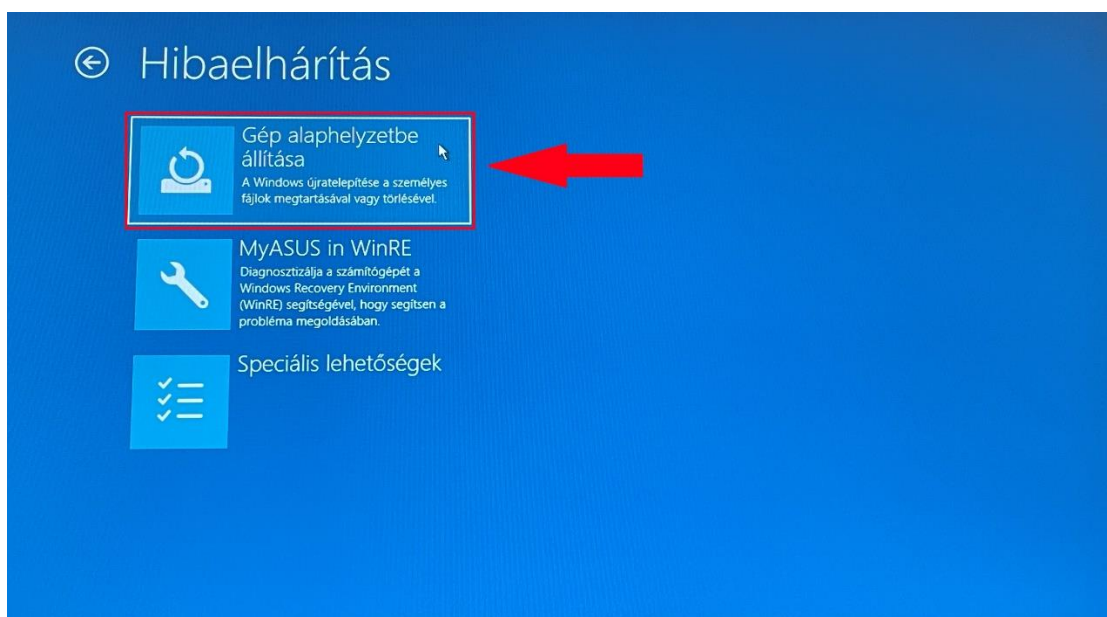 Hibaelhárítás
Gép alaphelyzetbe
állítása
A Windows újratelepítése a személyes
fájlok megtartásával vagy törlésével.
MyASUS in WinRE
Diagnosztizálja a számítógépét a
Windows Recovery Environment
(WinRE) segítségével, hogy segítsen a
probléma megoldásában.
Speciális lehetőségek